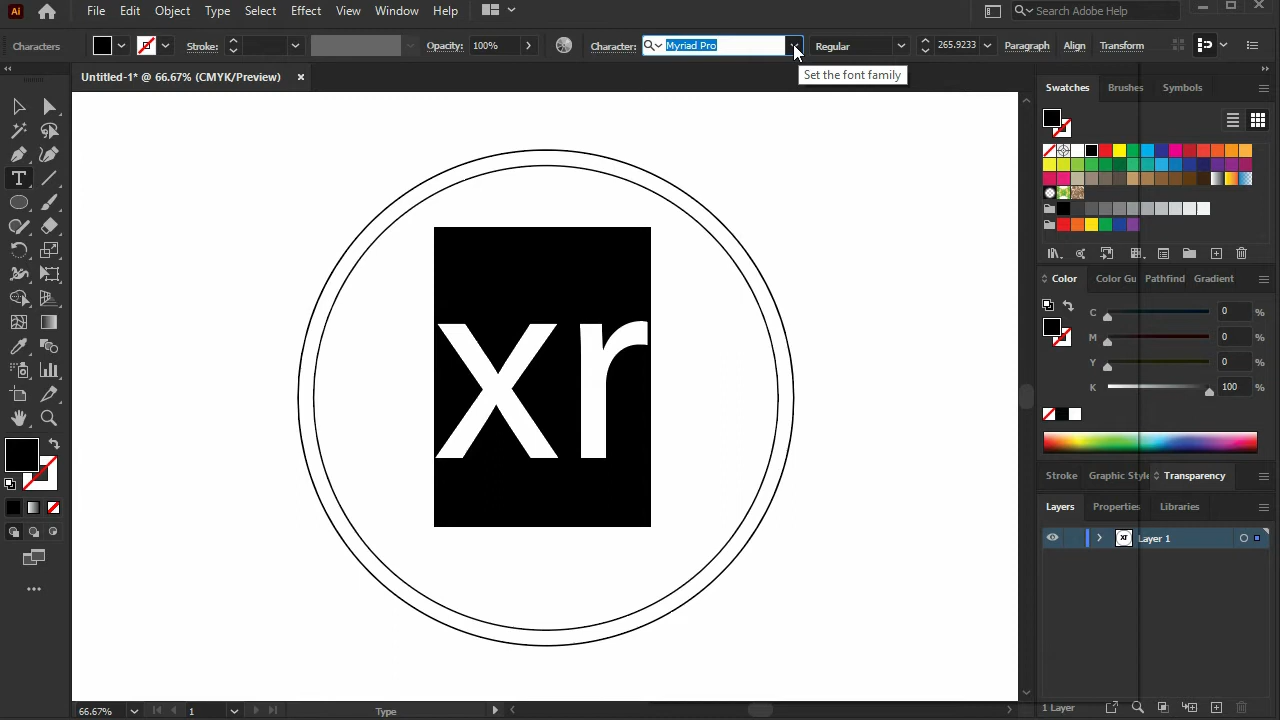 Ai File Edit Object Type Select Effect View Window Help Search Adobe Help
Characters Stroke: Opacity: 100% Character: Myriad Pro Regular 265.9233 Paragraph Align Transform
Set the font family
Untitled-1* @ 66.67% (CMYK/Preview)
Swatches Brushes Symbols
xr
Color Color Gu Pathfind Gradient
C 0 %
M 0 %
Y 0 %
K 100 %
Stroke Graphic Style Transparency
Layers Properties Libraries
XR Layer 1
66.67% 1 Type 1 Layer